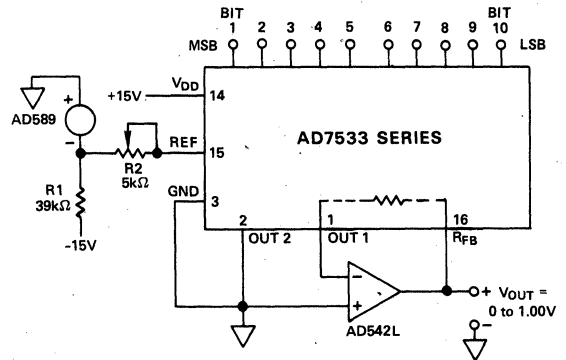 BIT
1 2 3 4 5 6 7 8 9
BIT
10
MSB
LSB
VDD
+15V
14
+
AD589
-
AD7533 SERIES
REF
15
R2
5kΩ
R1
39kΩ
-15V
GND
3
2
OUT 2
1
OUT 1
16
RFB
-
+
AD542L
+
VOUT =
0 to 1.00V
-